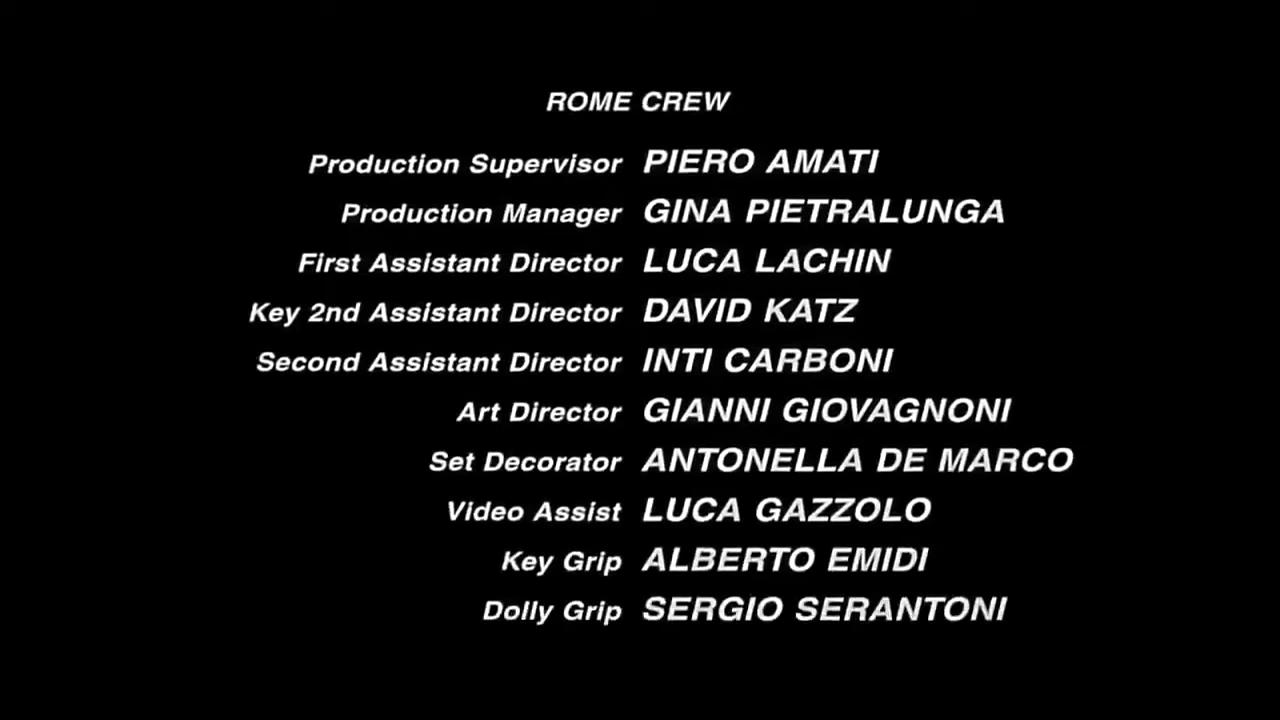 ROME CREW
Production Supervisor PIERO AMATI
Production Manager GINA PIETRALUNGA
First Assistant Director LUCA LACHIN
Key 2nd Assistant Director DAVID KATZ
Second Assistant Director INTI CARBONI
Art Director GIANNI GIOVAGNONI
Set Decorator ANTONELLA DE MARCO
Video Assist LUCA GAZZOLO
Key Grip ALBERTO EMIDI
Dolly Grip SERGIO SERANTONI